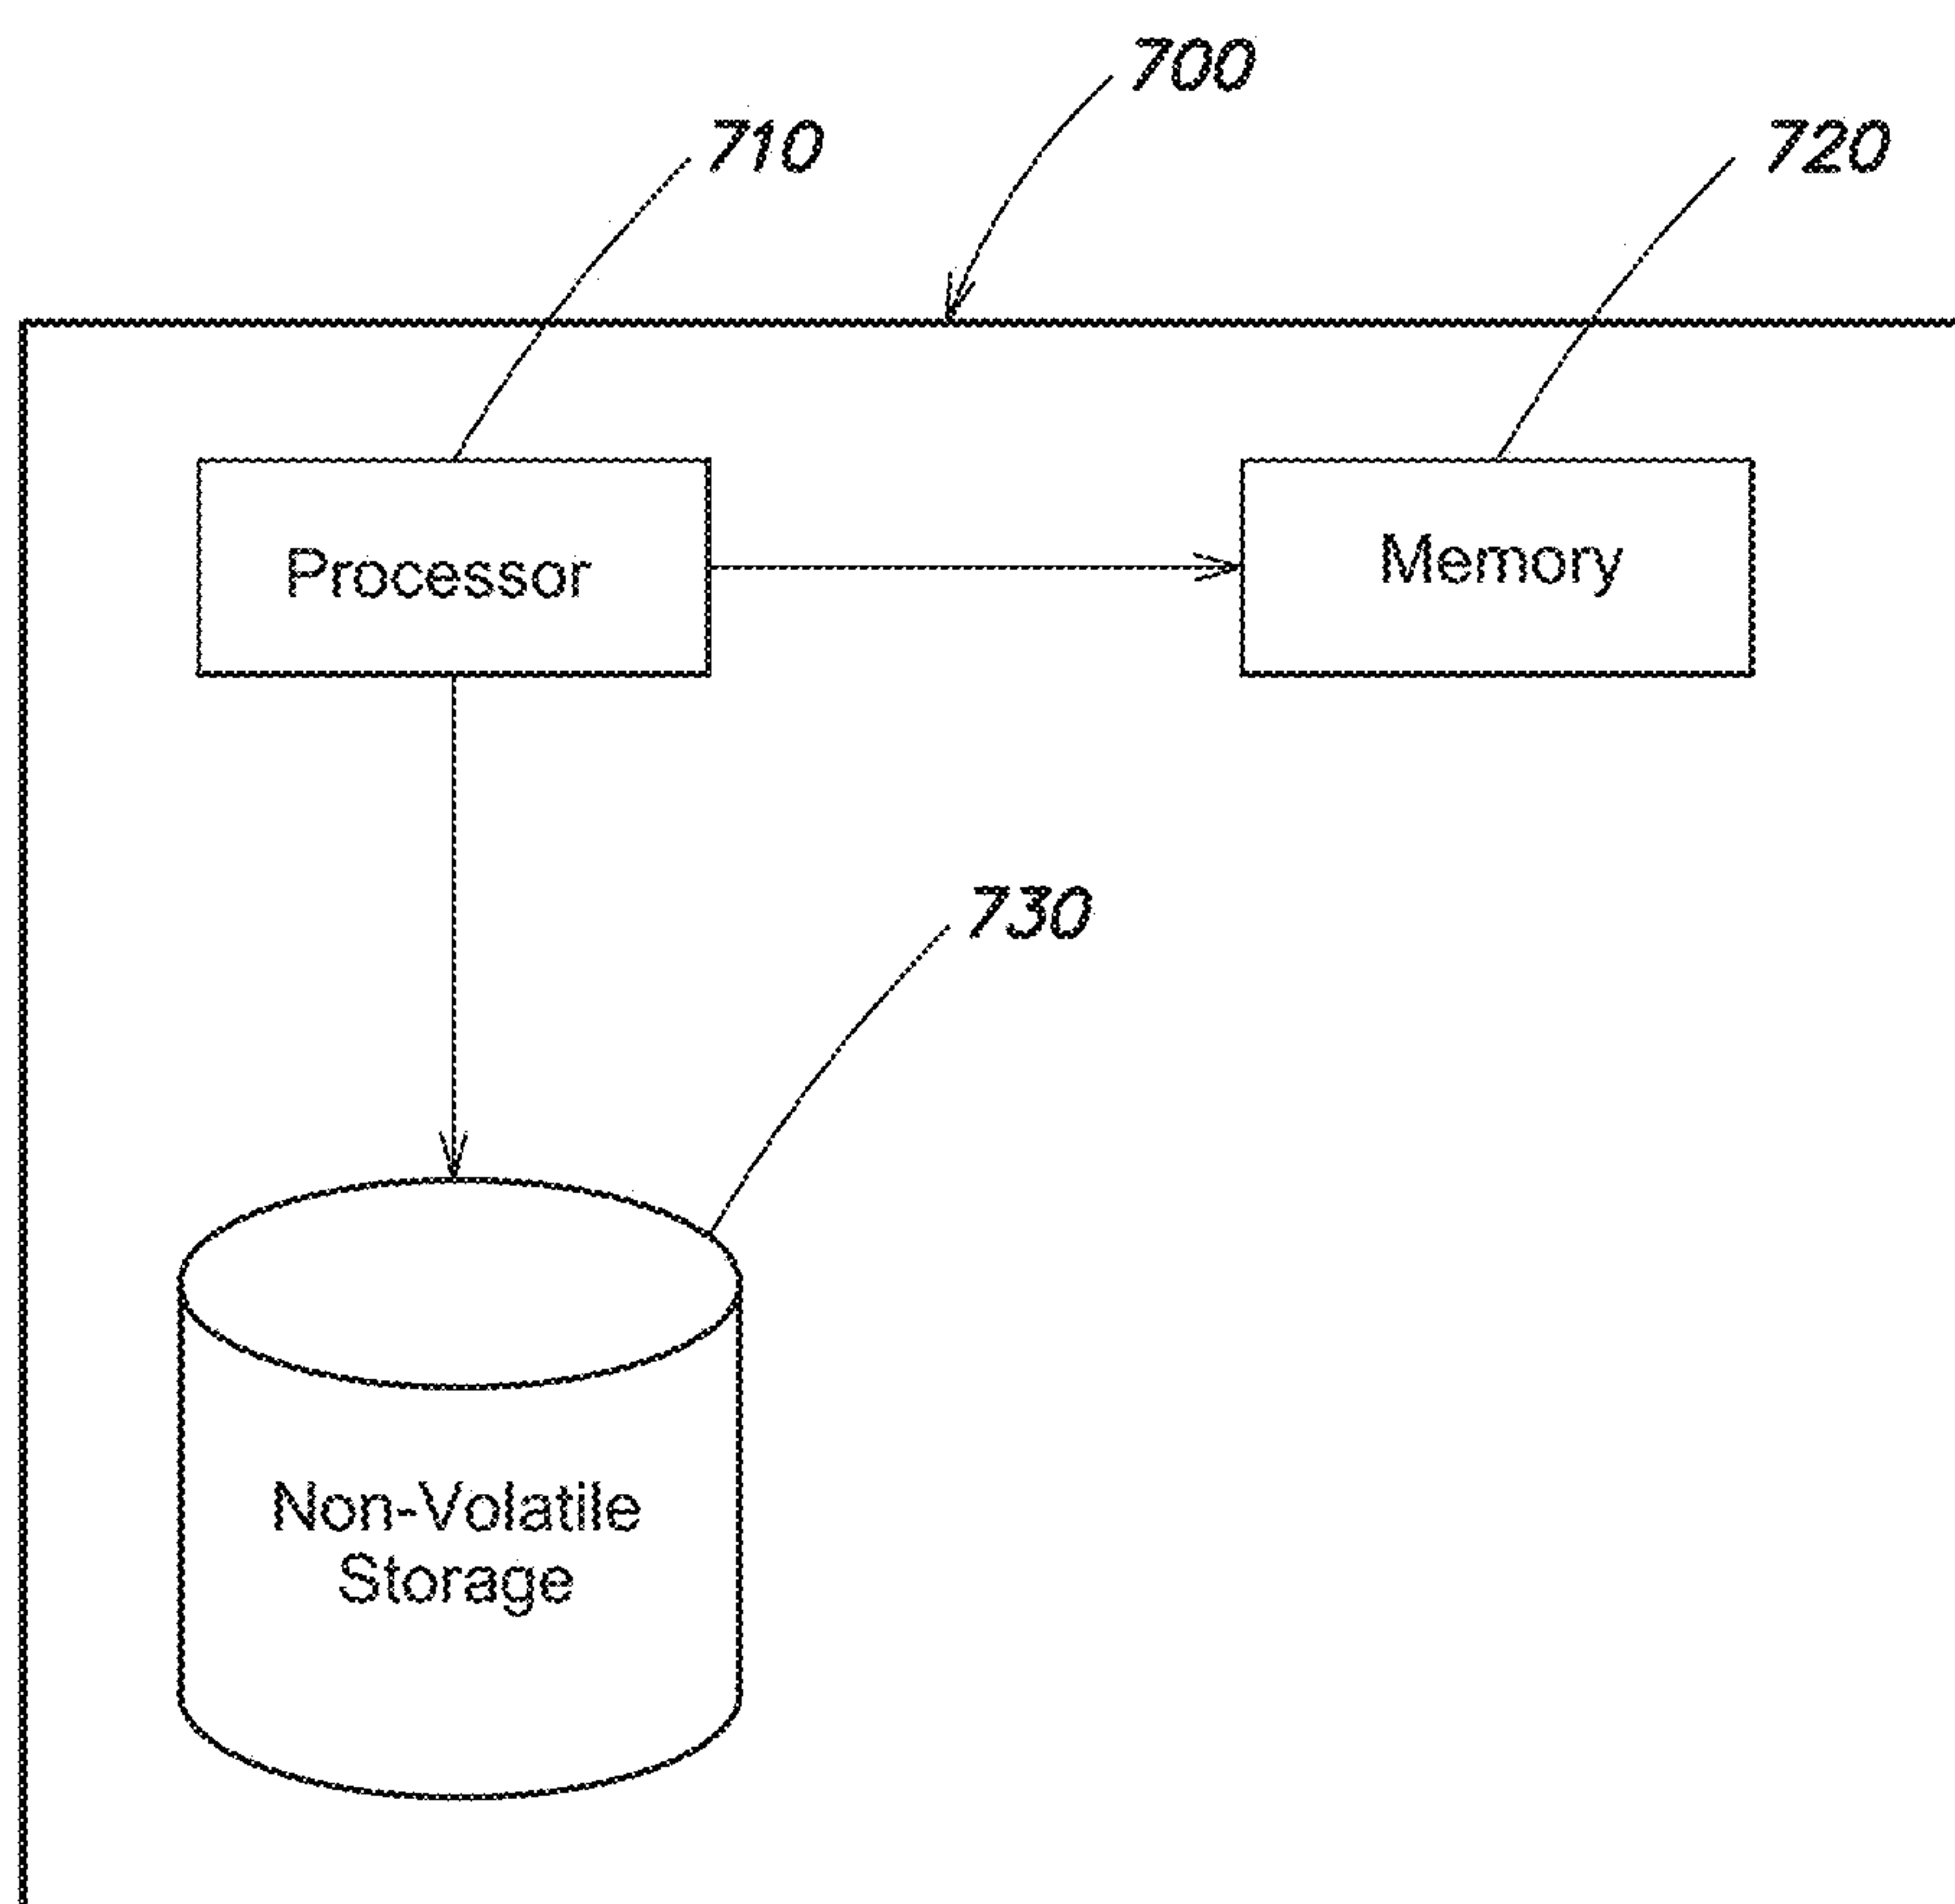 700
710
720
Processor
Memory
730
Non-Volatile
Storage